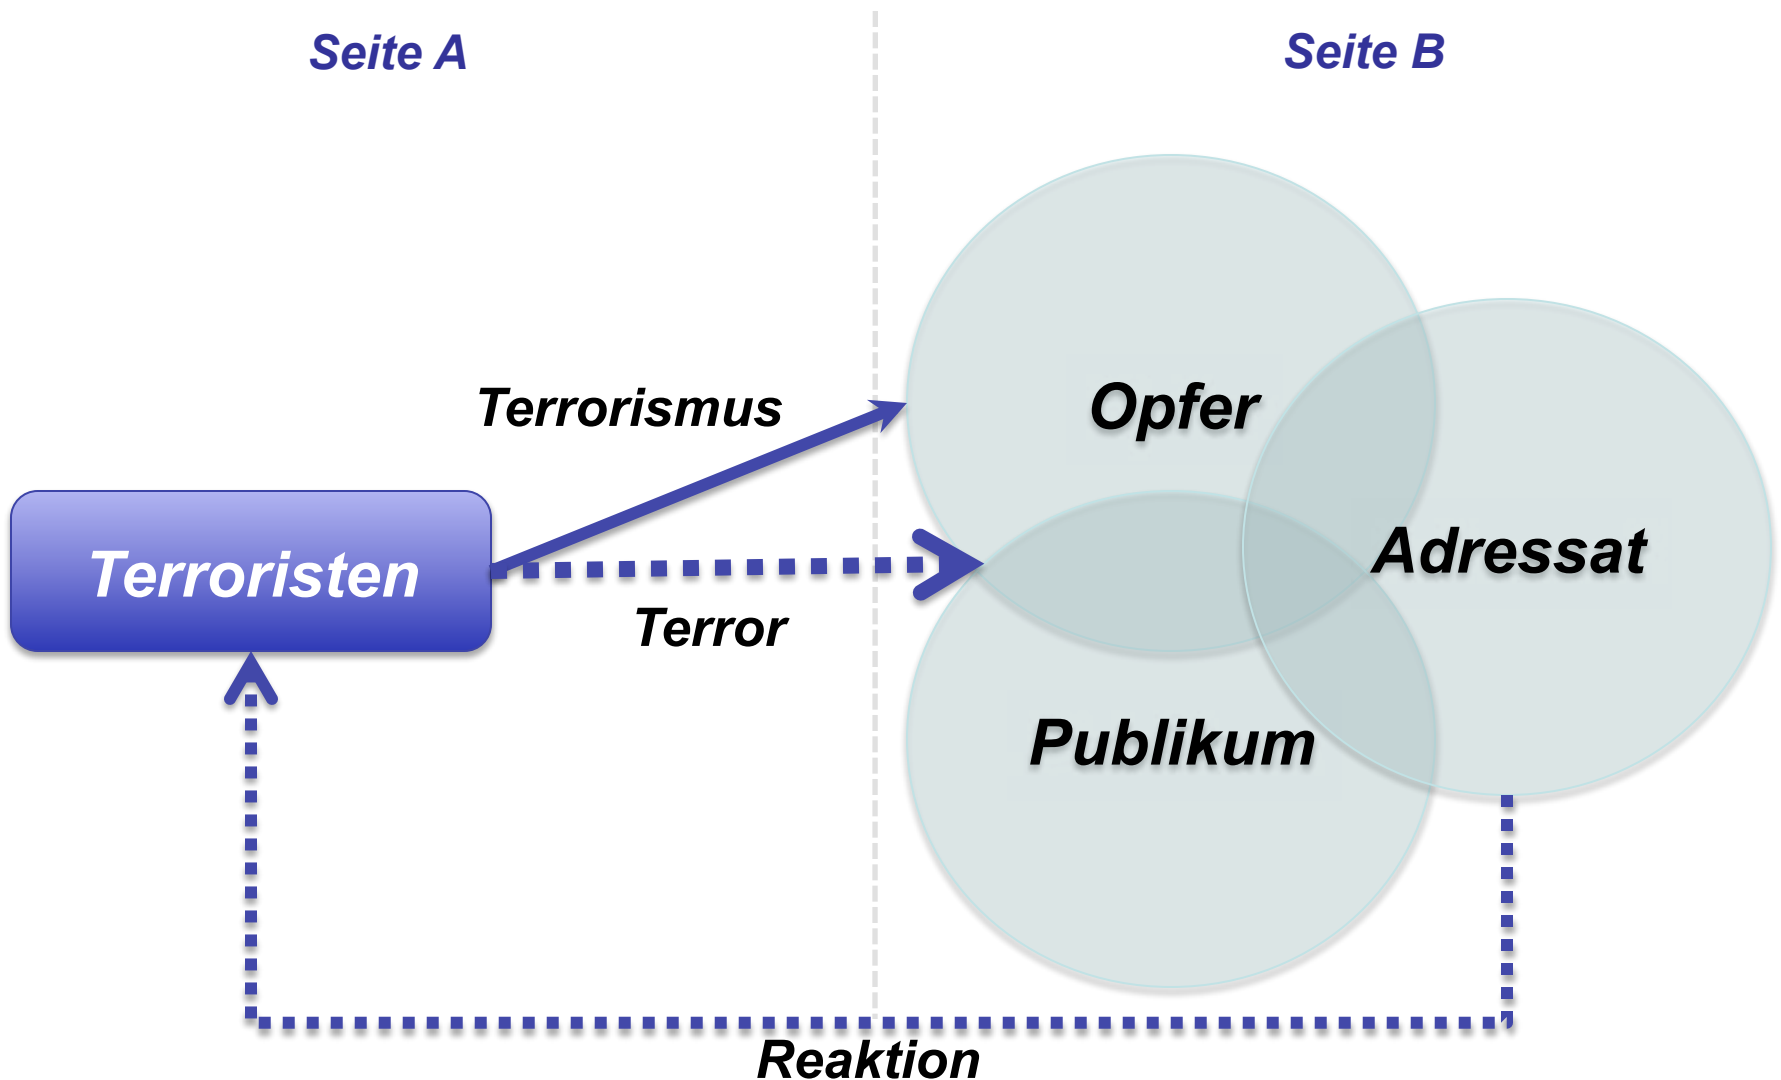 Seite A
Seite B
Terrorismus
Opfer
Terroristen
Adressat
Terror
Publikum
Reaktion